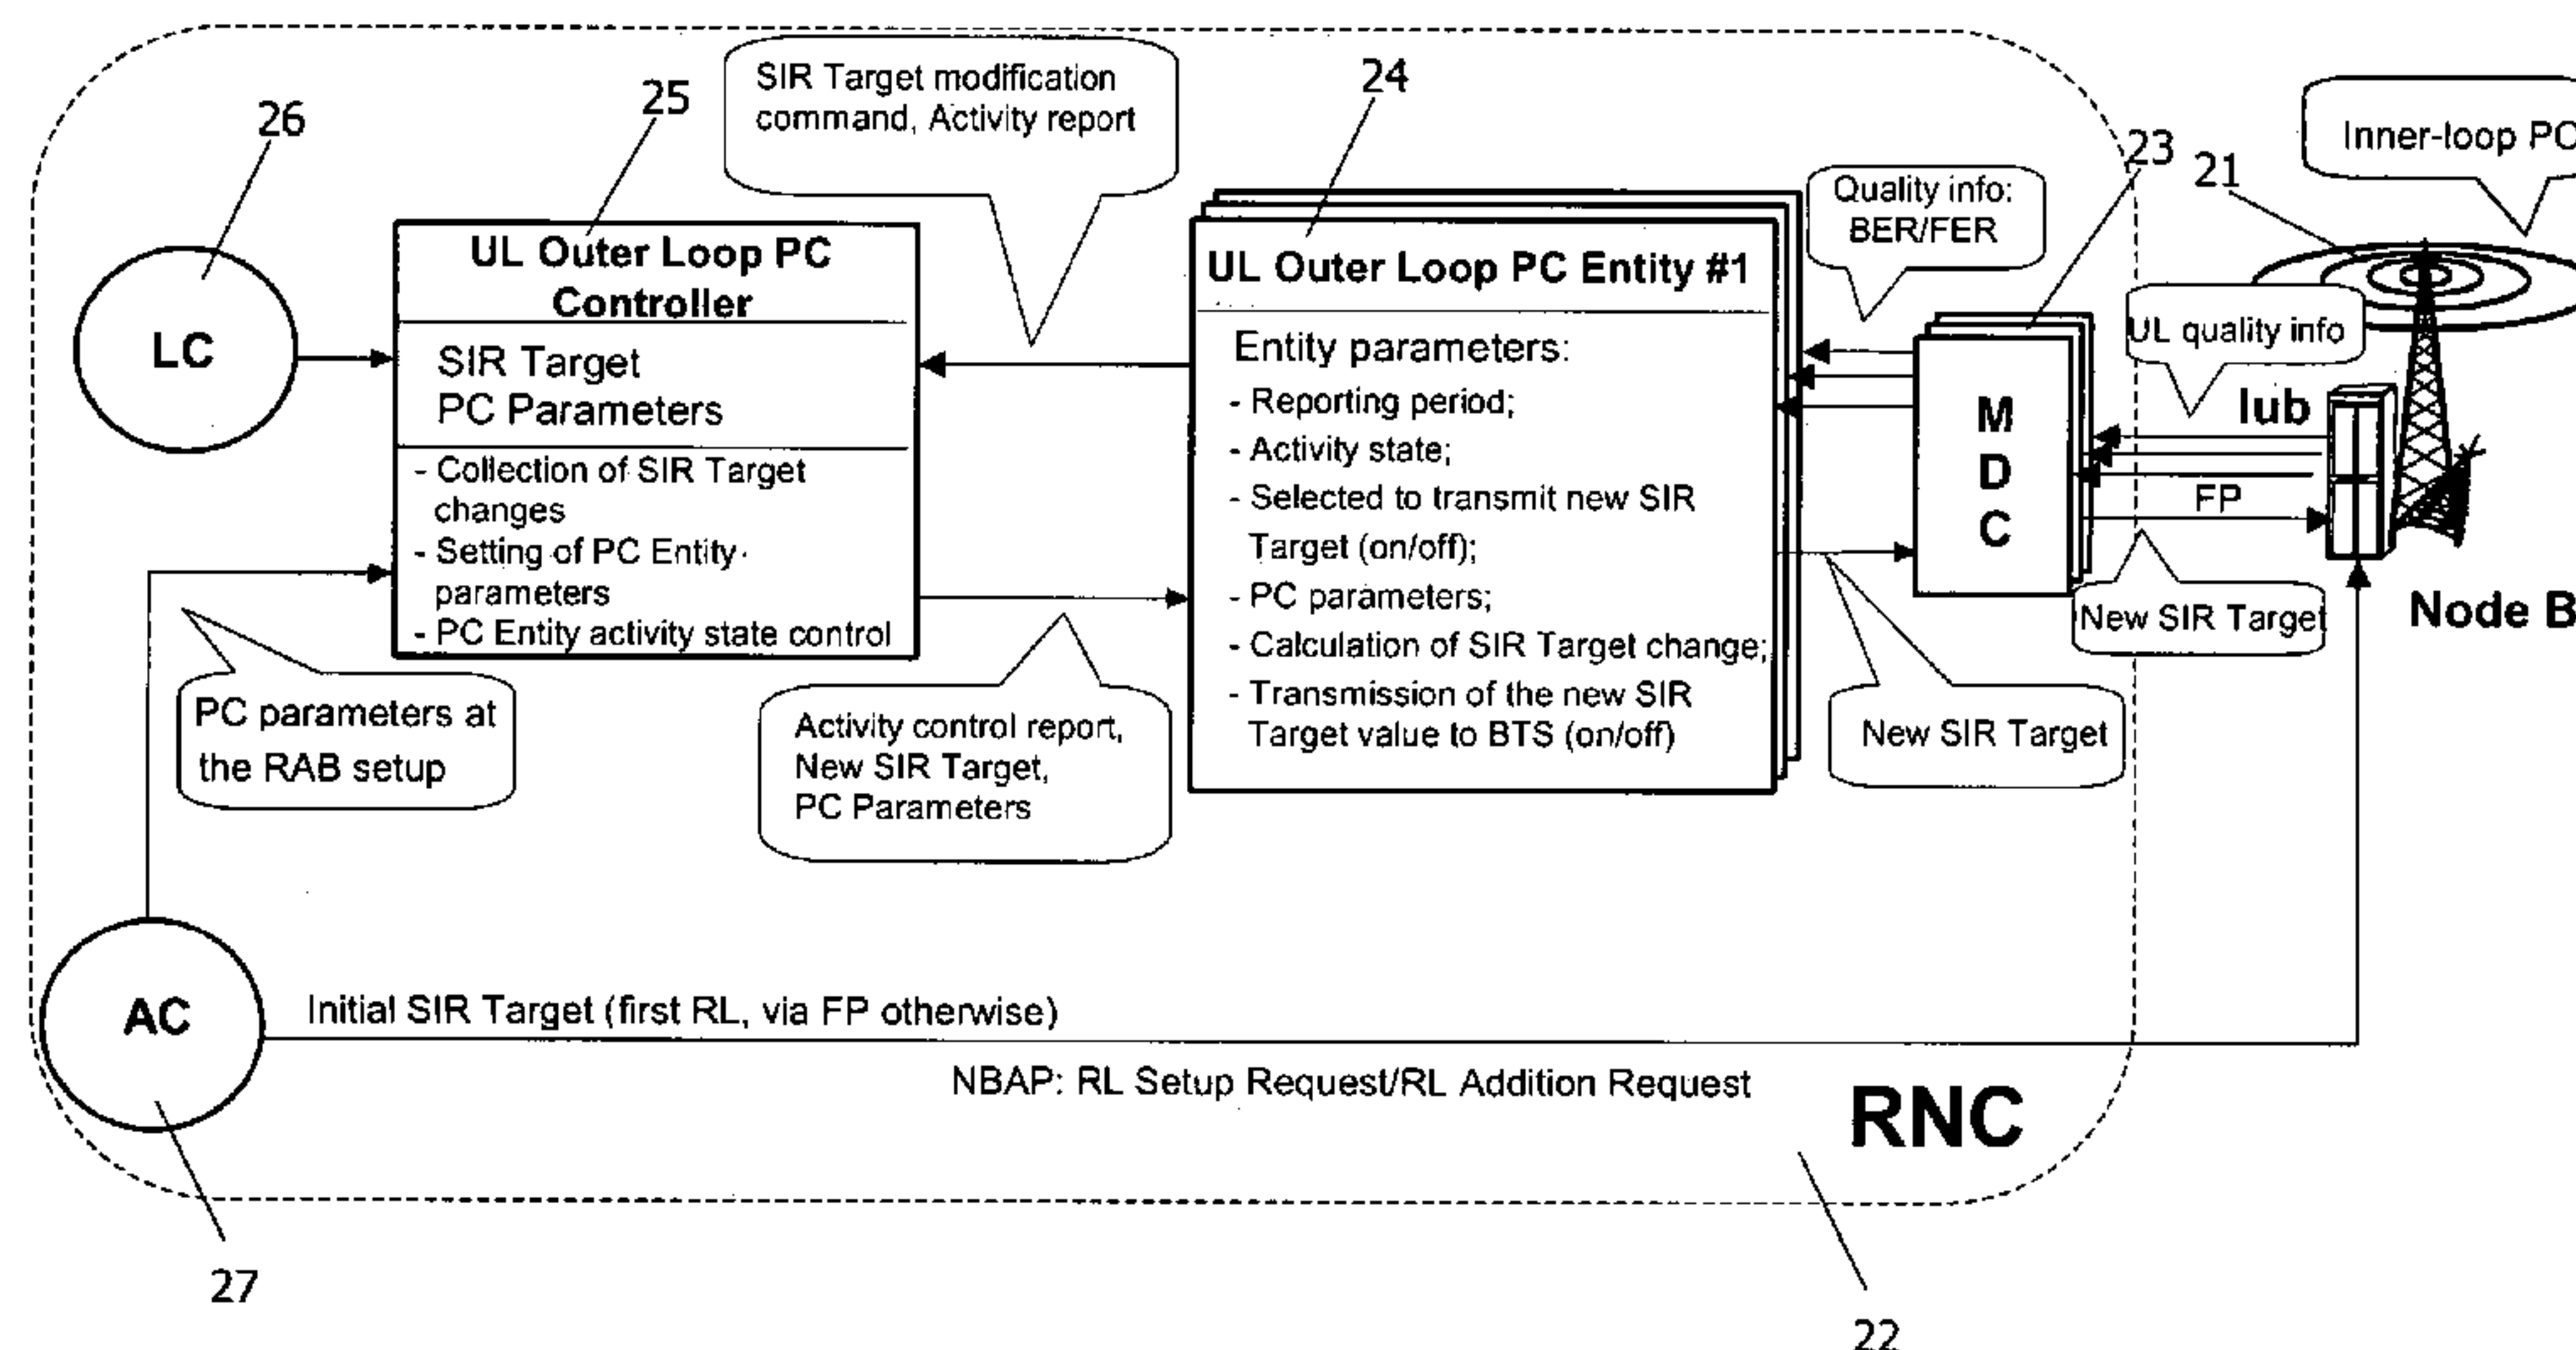 26
25
SIR Target modification
command, Activity report
24
23
21
Inner-loop PC
LC
UL Outer Loop PC
Controller
SIR Target
PC Parameters
- Collection of SIR Target
changes
- Setting of PC Entity
parameters
- PC Entity activity state control
UL Outer Loop PC Entity #1
Entity parameters:
- Reporting period;
- Activity state;
- Selected to transmit new SIR
Target (on/off);
- PC parameters;
- Calculation of SIR Target change;
- Transmission of the new SIR
Target value to BTS (on/off)
Quality info:
BER/FER
M
D
C
UL quality info
Iub
FP
New SIR Target
Node B
New SIR Target
PC parameters at
the RAB setup
Activity control report,
New SIR Target,
PC Parameters
AC
Initial SIR Target (first RL, via FP otherwise)
NBAP: RL Setup Request/RL Addition Request
RNC
27
22